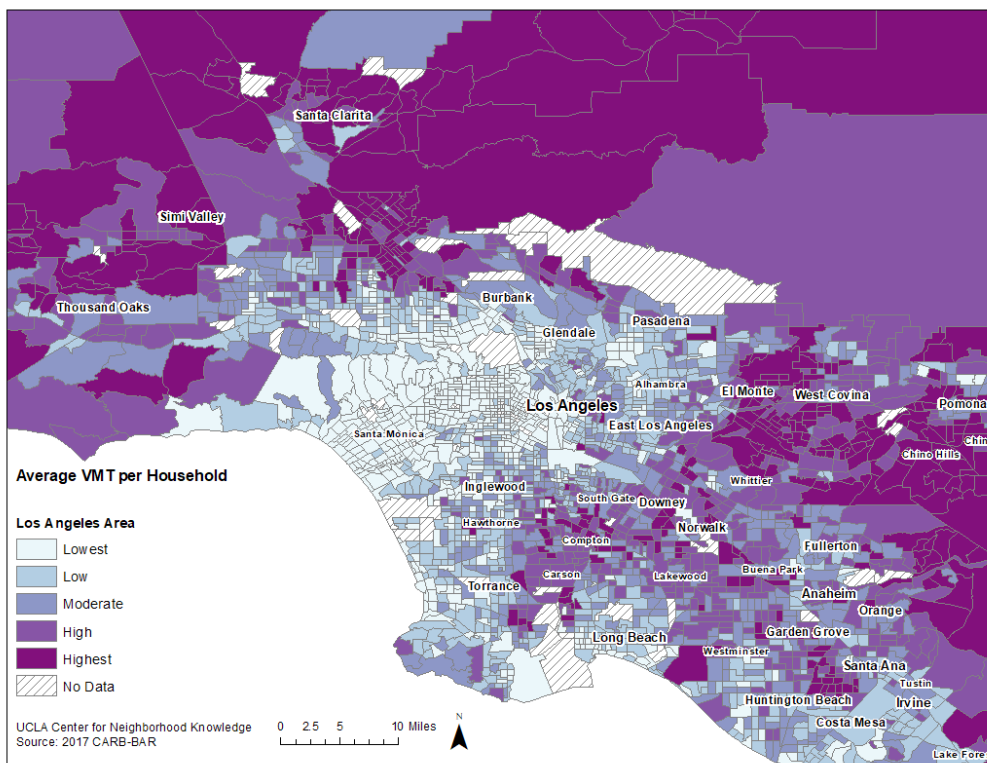 Santa Clarita
Simi Valley
Thousand Oaks
Burbank
Pasadena
Glendale
Alhambra
El Monte
West Covina
Pomona
Los Angeles
East Los Angeles
Santa Monica
Chin
Chino Hills
Average VMT per Household
Whittier
Inglewood
South Gate
Downey
Los Angeles Area
Hawthorne
Norwalk
Lowest
Compton
Fullerton
Low
Carson
Lakewood
Buena Park
Torrance
Anaheim
Moderate
Orange
High
Long Beach
Garden Grove
Westminster
Highest
Santa Ana
No Data
Tustin
Huntington Beach
Irvine
UCLA Center for Neighborhood Knowledge
Source: 2017 CARB-BAR
0 2.5 5 10 Miles
N
Costa Mesa
Lake Fores